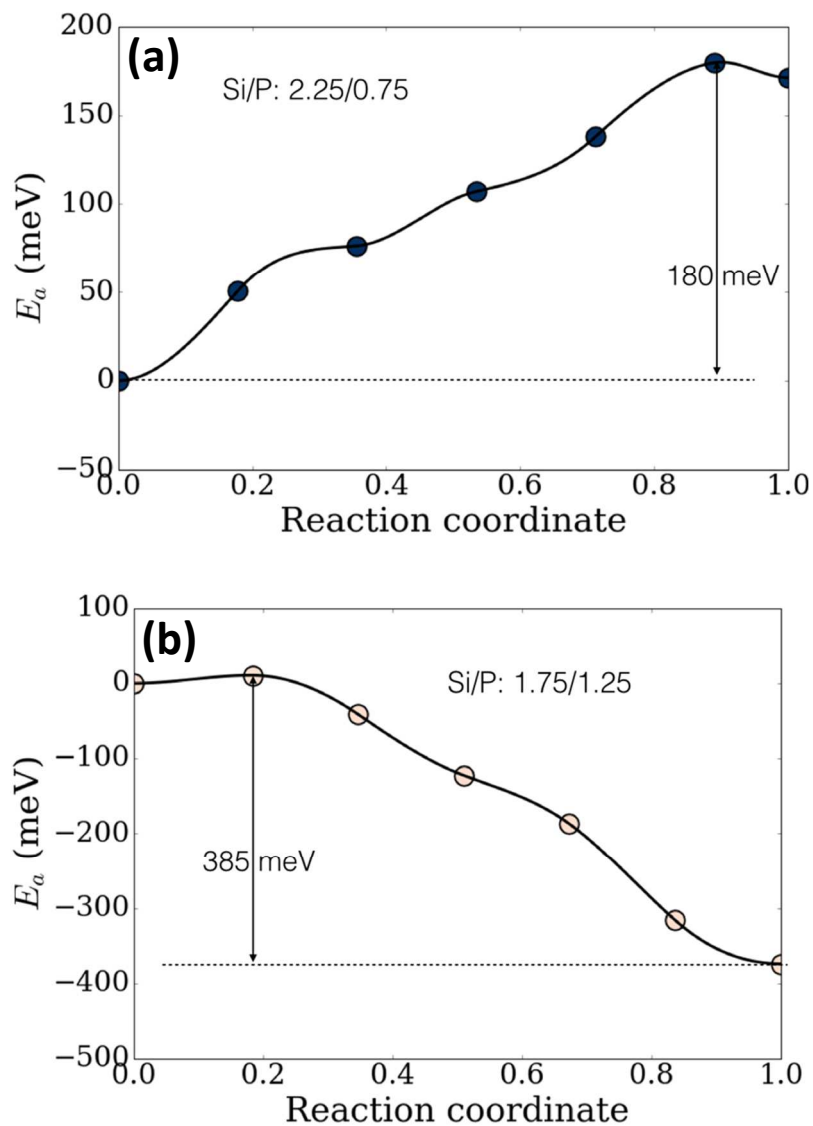 (a)
Si/P: 2.25/0.75
200
150
100
50
0
−50
E_a (meV)
180 meV
0.0 0.2 0.4 0.6 0.8 1.0
Reaction coordinate
(b)
Si/P: 1.75/1.25
100
0
−100
−200
−300
−400
−500
E_a (meV)
385 meV
0.0 0.2 0.4 0.6 0.8 1.0
Reaction coordinate